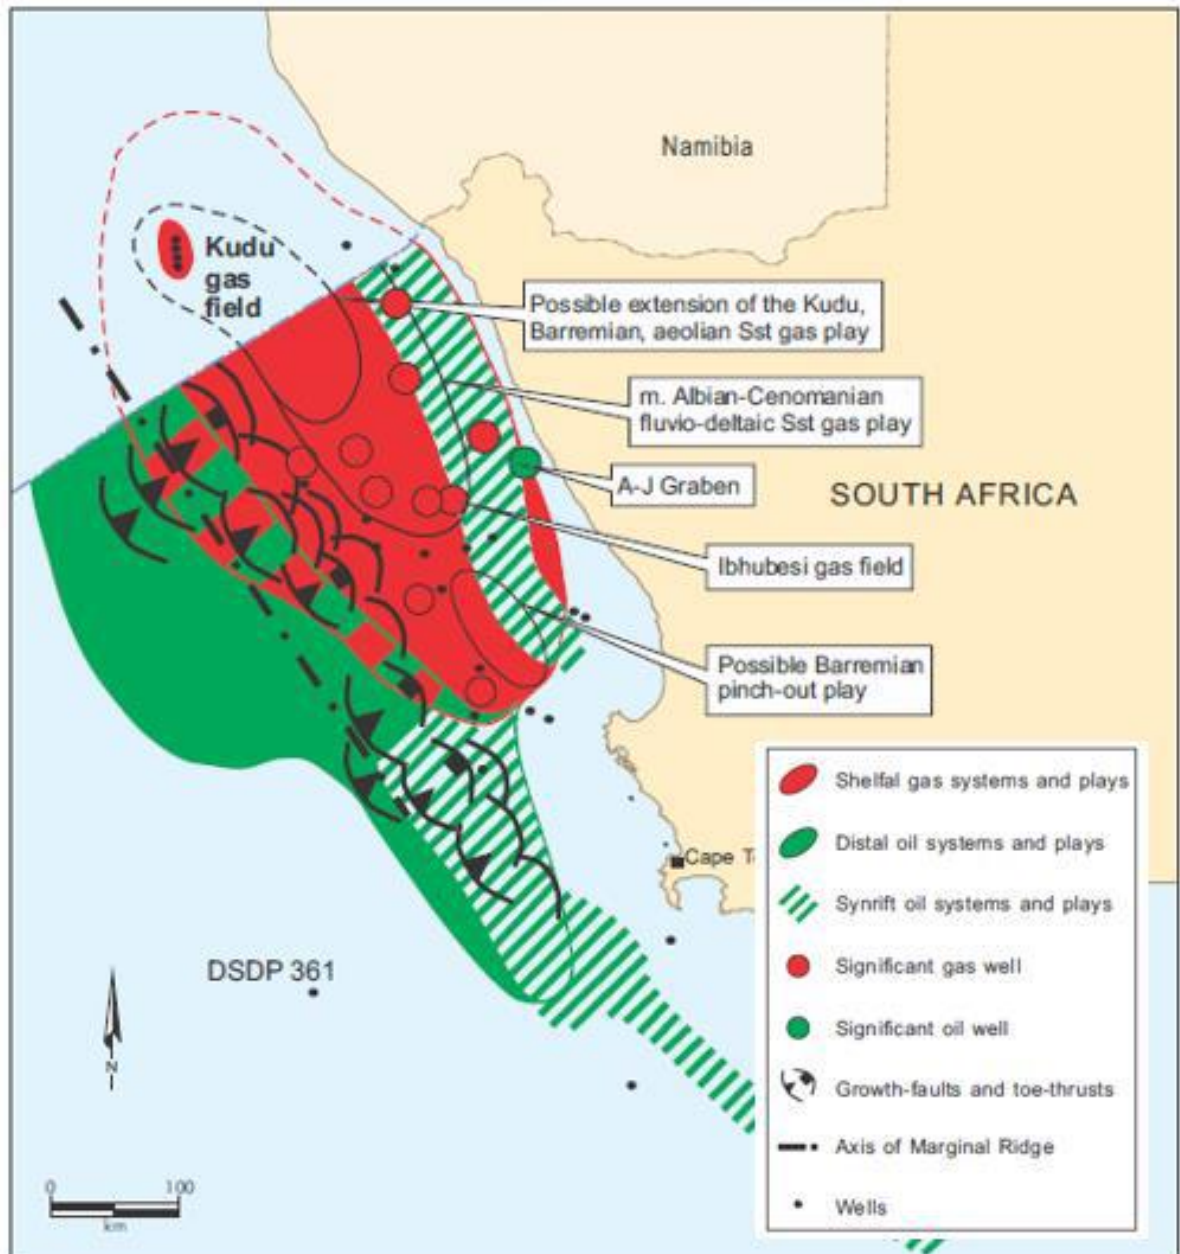 Namibia
Kudu
gas
field
Possible extension of the Kudu,
Barremian, aeolian Sst gas play
m. Albian-Cenomanian
fluvio-deltaic Sst gas play
A-J Graben
SOUTH AFRICA
Ibhubesi gas field
Possible Barremian
pinch-out play
Shelfal gas systems and plays
Distal oil systems and plays
Cape T
Synrift oil systems and plays
DSDP 361
Significant gas well
Significant oil well
Growth-faults and toe-thrusts
N
Axis of Marginal Ridge
0 100
km
Wells